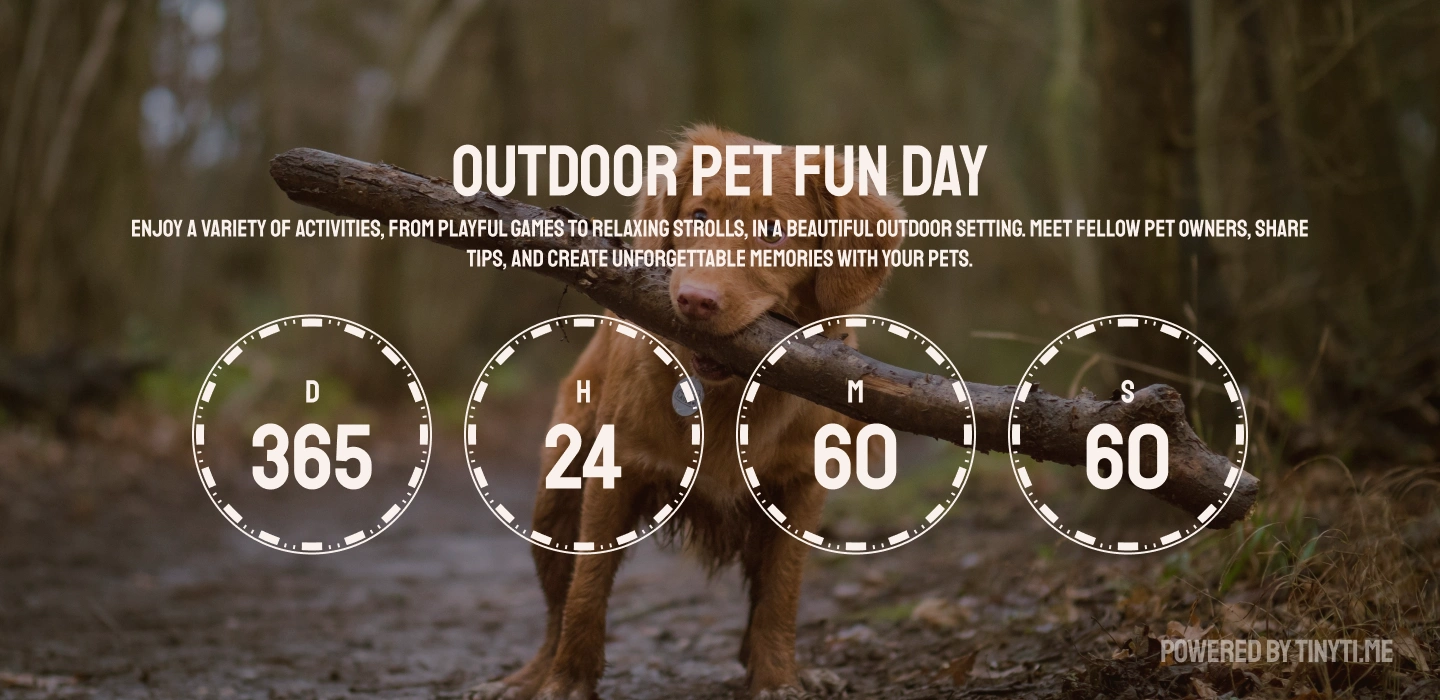 OUTDOOR PET FUN DAY
ENJOY A VARIETY OF ACTIVITIES, FROM PLAYFUL GAMES TO RELAXING STROLLS, IN A BEAUTIFUL OUTDOOR SETTING. MEET FELLOW PET OWNERS, SHARE
TIPS, AND CREATE UNFORGETTABLE MEMORIES WITH YOUR PETS.
D
365
H
24
M
60
S
60
POWERED BY TINYTI.ME